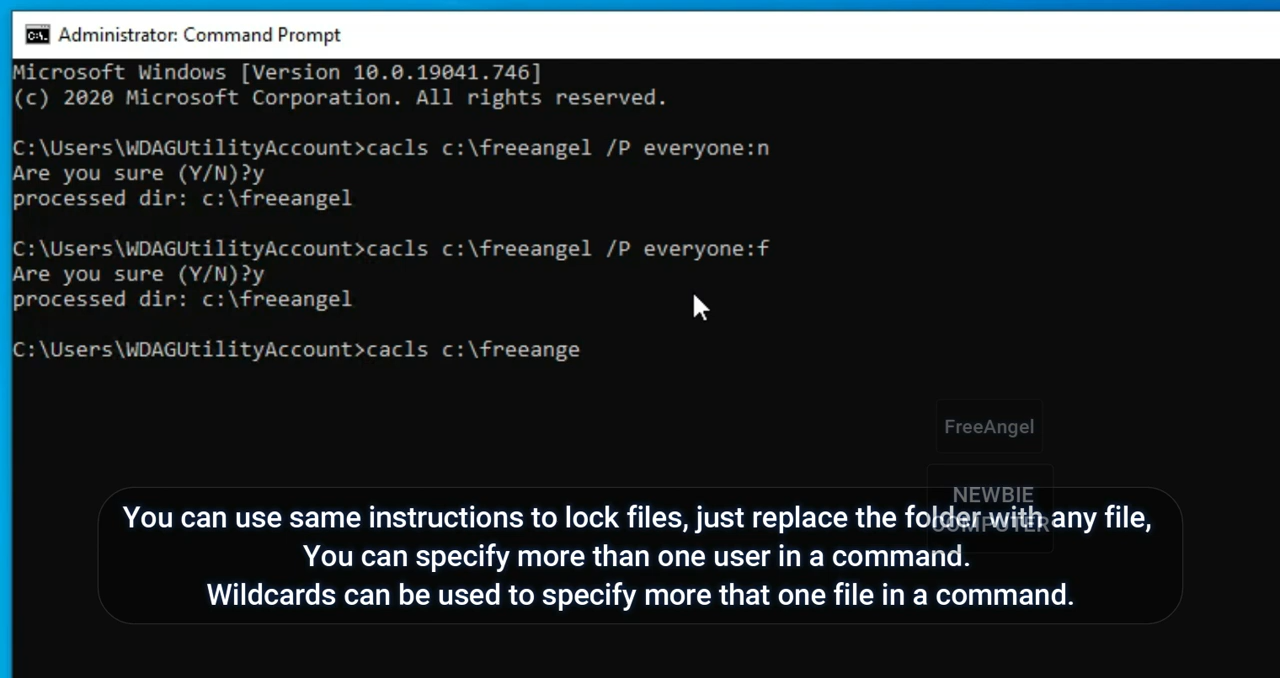 Administrator: Command Prompt
Microsoft Windows [Version 10.0.19041.746]
(c) 2020 Microsoft Corporation. All rights reserved.
C:\Users\WDAGUtilityAccount>cacls c:\freeangel /P everyone:n
Are you sure (Y/N)?y
processed dir: c:\freeangel
C:\Users\WDAGUtilityAccount>cacls c:\freeangel /P everyone:f
Are you sure (Y/N)?y
processed dir: c:\freeangel
C:\Users\WDAGUtilityAccount>cacls c:\freeange
FreeAngel
NEWBIE
COMPUTER
You can use same instructions to lock files, just replace the folder with any file,
You can specify more than one user in a command.
Wildcards can be used to specify more that one file in a command.